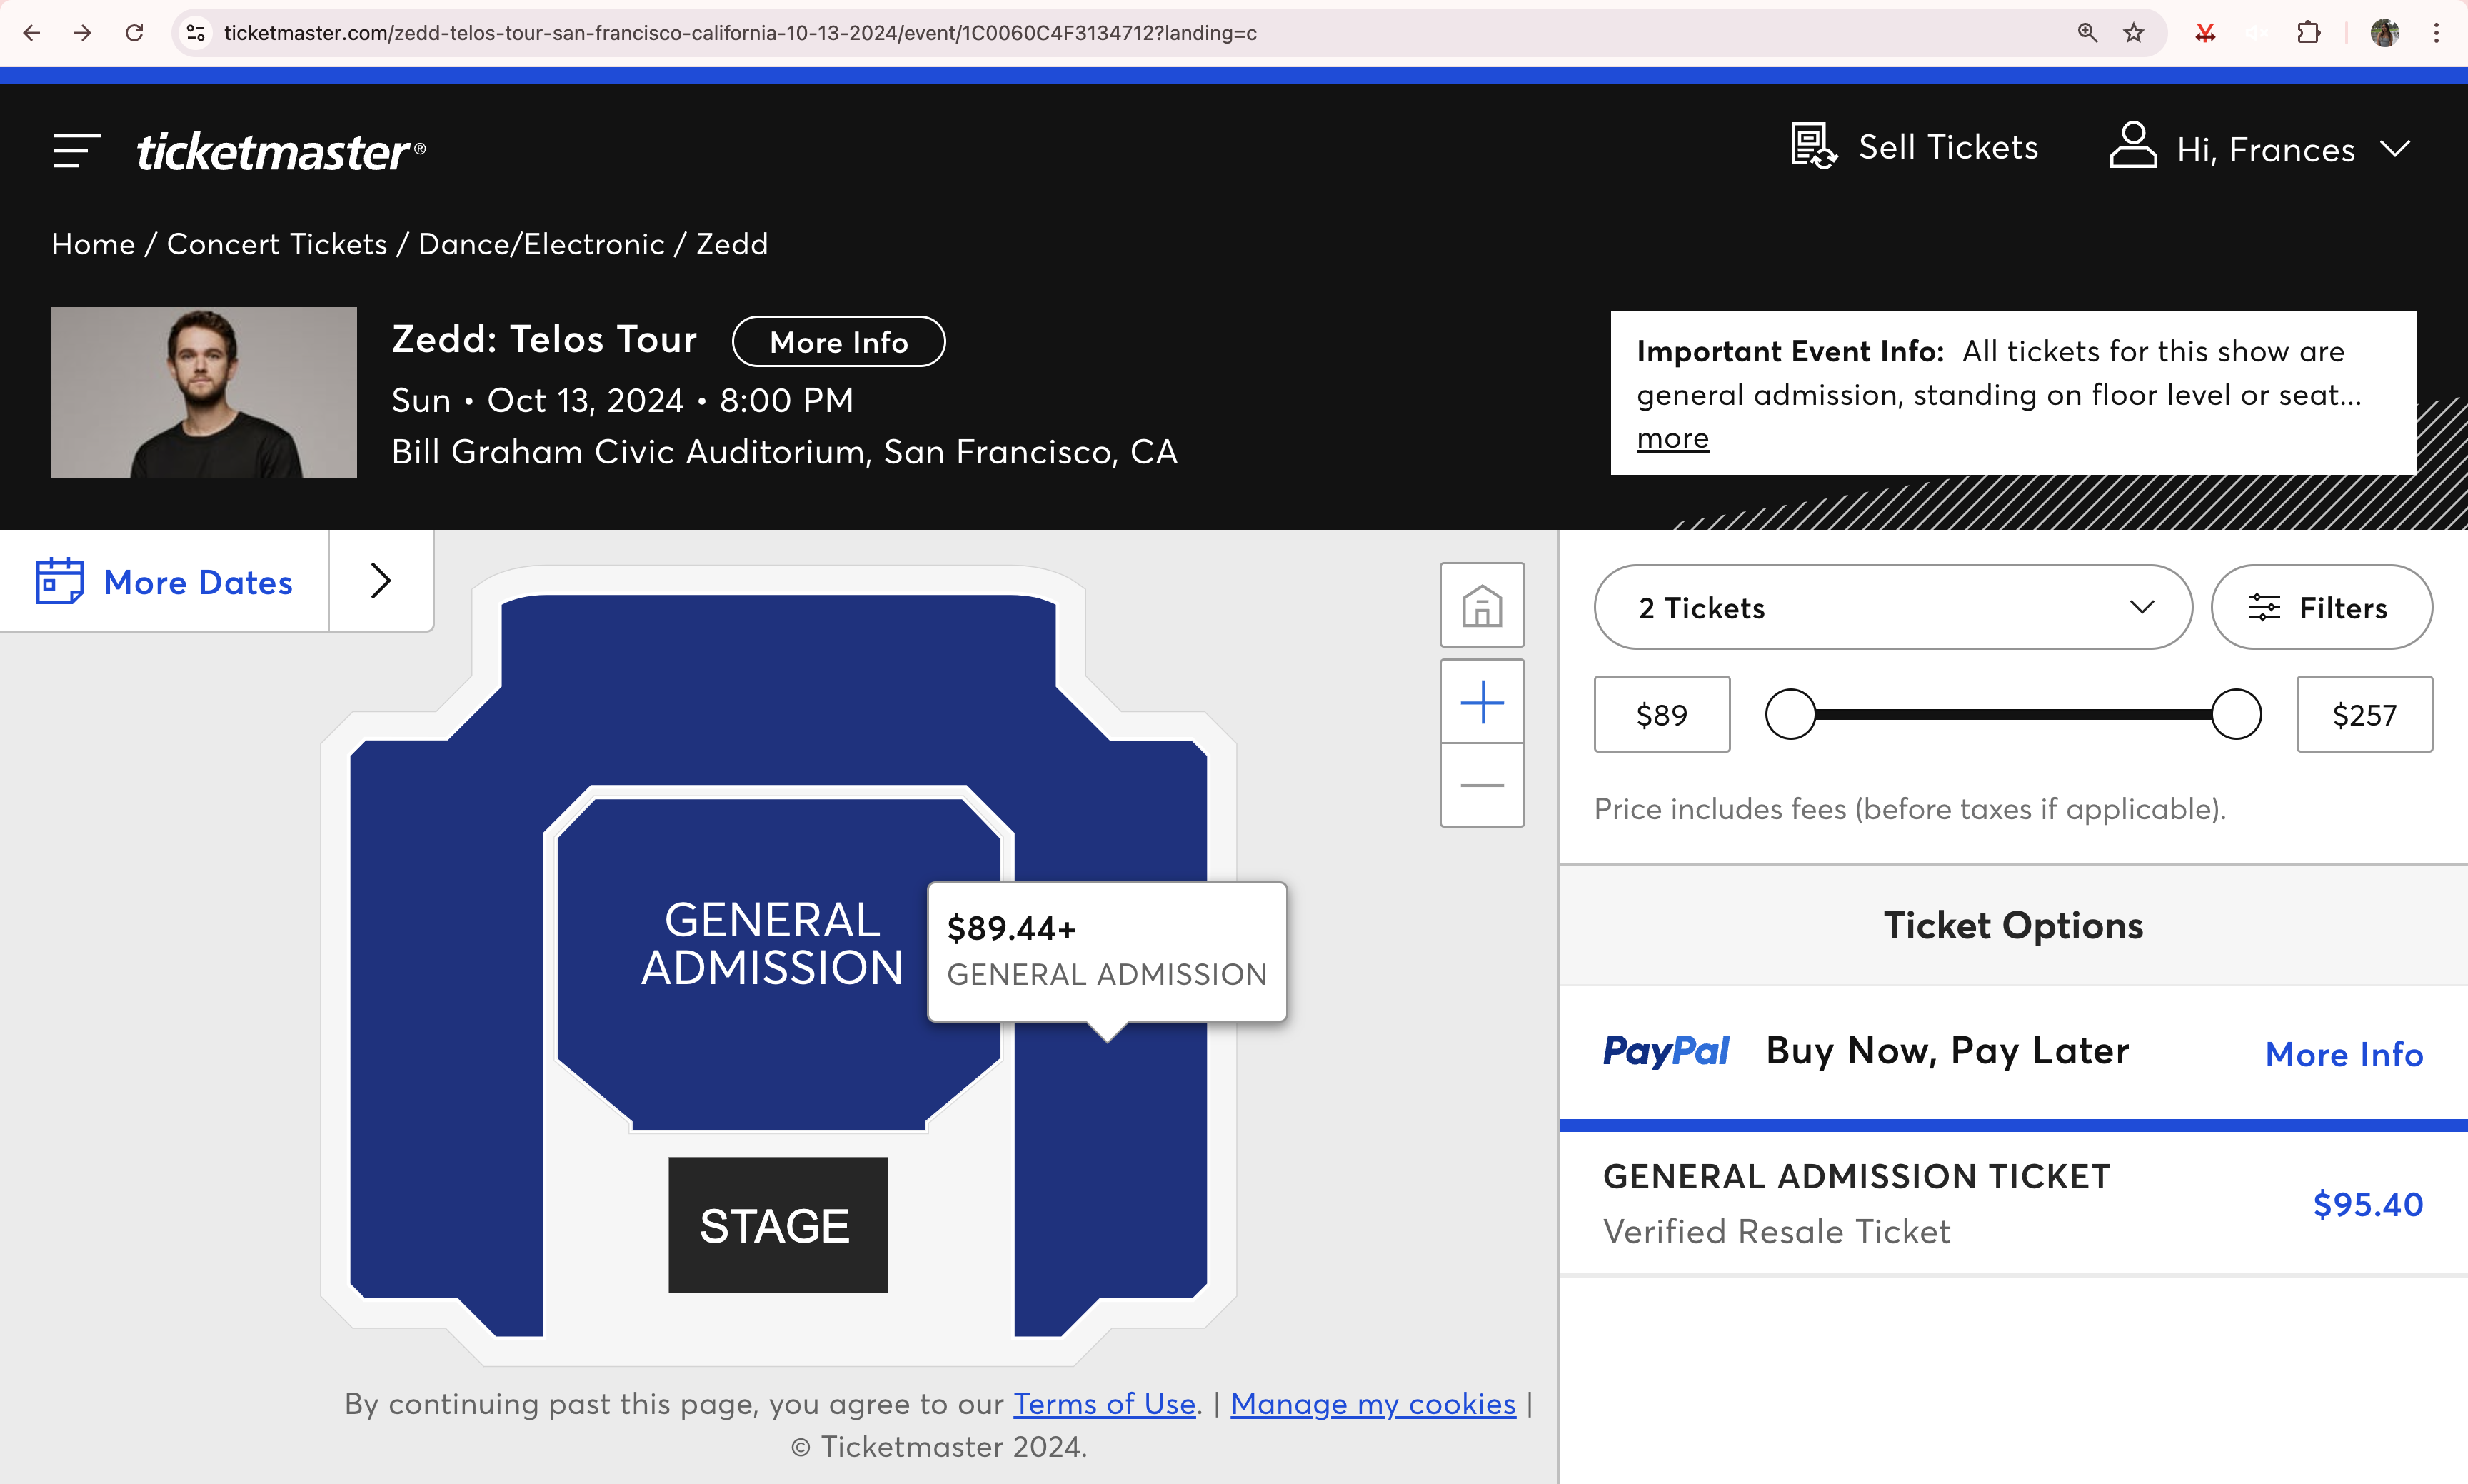 ticketmaster.com/zedd-telos-tour-san-francisco-california-10-13-2024/event/1C0060C4F3134712?landing=c
ticketmaster®
Sell Tickets
Hi, Frances
Home / Concert Tickets / Dance/Electronic / Zedd
Zedd: Telos Tour
More Info
Sun • Oct 13, 2024 • 8:00 PM
Bill Graham Civic Auditorium, San Francisco, CA
Important Event Info: All tickets for this show are
general admission, standing on floor level or seat...
more
More Dates
GENERAL
ADMISSION
$89.44+
GENERAL ADMISSION
STAGE
By continuing past this page, you agree to our Terms of Use. | Manage my cookies |
© Ticketmaster 2024.
2 Tickets
Filters
$89
$257
Price includes fees (before taxes if applicable).
Ticket Options
PayPal Buy Now, Pay Later
More Info
GENERAL ADMISSION TICKET
Verified Resale Ticket
$95.40